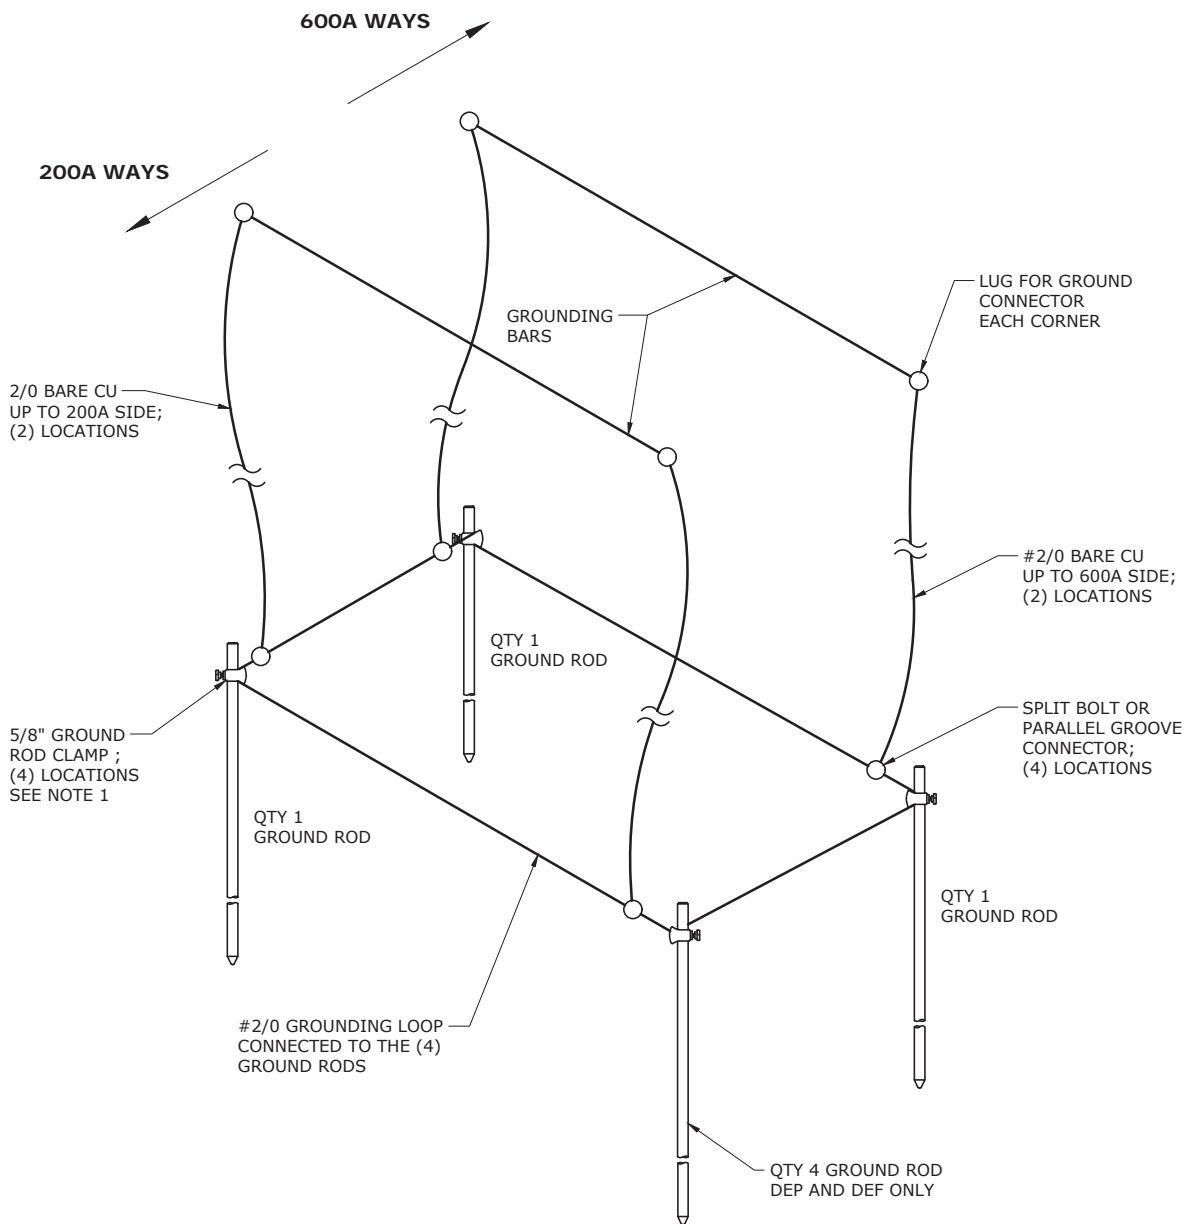 600A WAYS
200A WAYS
LUG FOR GROUND
CONNECTOR
EACH CORNER
GROUNDING
BARS
2/0 BARE CU
UP TO 200A SIDE;
(2) LOCATIONS
#2/0 BARE CU
UP TO 600A SIDE;
(2) LOCATIONS
QTY 1
GROUND ROD
5/8" GROUND
ROD CLAMP ;
(4) LOCATIONS
SEE NOTE 1
SPLIT BOLT OR
PARALLEL GROOVE
CONNECTOR;
(4) LOCATIONS
QTY 1
GROUND ROD
QTY 1
GROUND ROD
#2/0 GROUNDING LOOP
CONNECTED TO THE (4)
GROUND RODS
QTY 4 GROUND ROD
DEP AND DEF ONLY